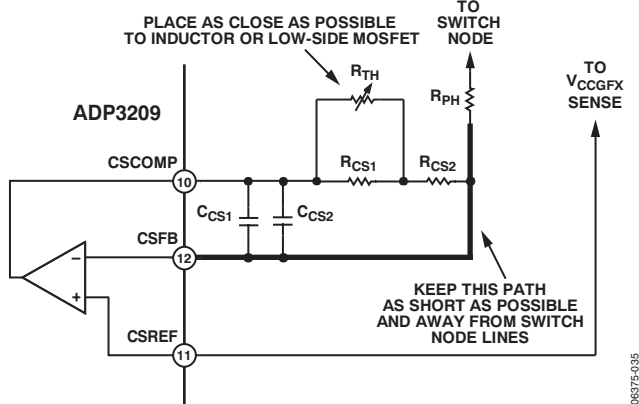 PLACE AS CLOSE AS POSSIBLE
TO INDUCTOR OR LOW-SIDE MOSFET
TO
SWITCH
NODE
TO
VCCGFX
SENSE
RTH
RPH
ADP3209
CSCOMP
10
RCS1
RCS2
CCS1
CCS2
CSFB
12
–
+
KEEP THIS PATH
AS SHORT AS POSSIBLE
AND AWAY FROM SWITCH
NODE LINES
CSREF
11
06375-035